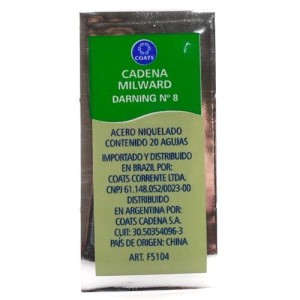 COATS
CADENA
MILWARD
DARNING Nº 8
ACERO NIQUELADO
CONTENIDO 20 AGUJAS
IMPORTADO Y DISTRIBUIDO
EN BRAZIL POR:
COATS CORRENTE LTDA.
CNPJ 61.148.052/0023-00
DISTRIBUIDO
EN ARGENTINA POR:
COATS CADENA S.A.
CUIT: 30.50354096-3
PAÍS DE ORIGEN: CHINA
ART. F5104